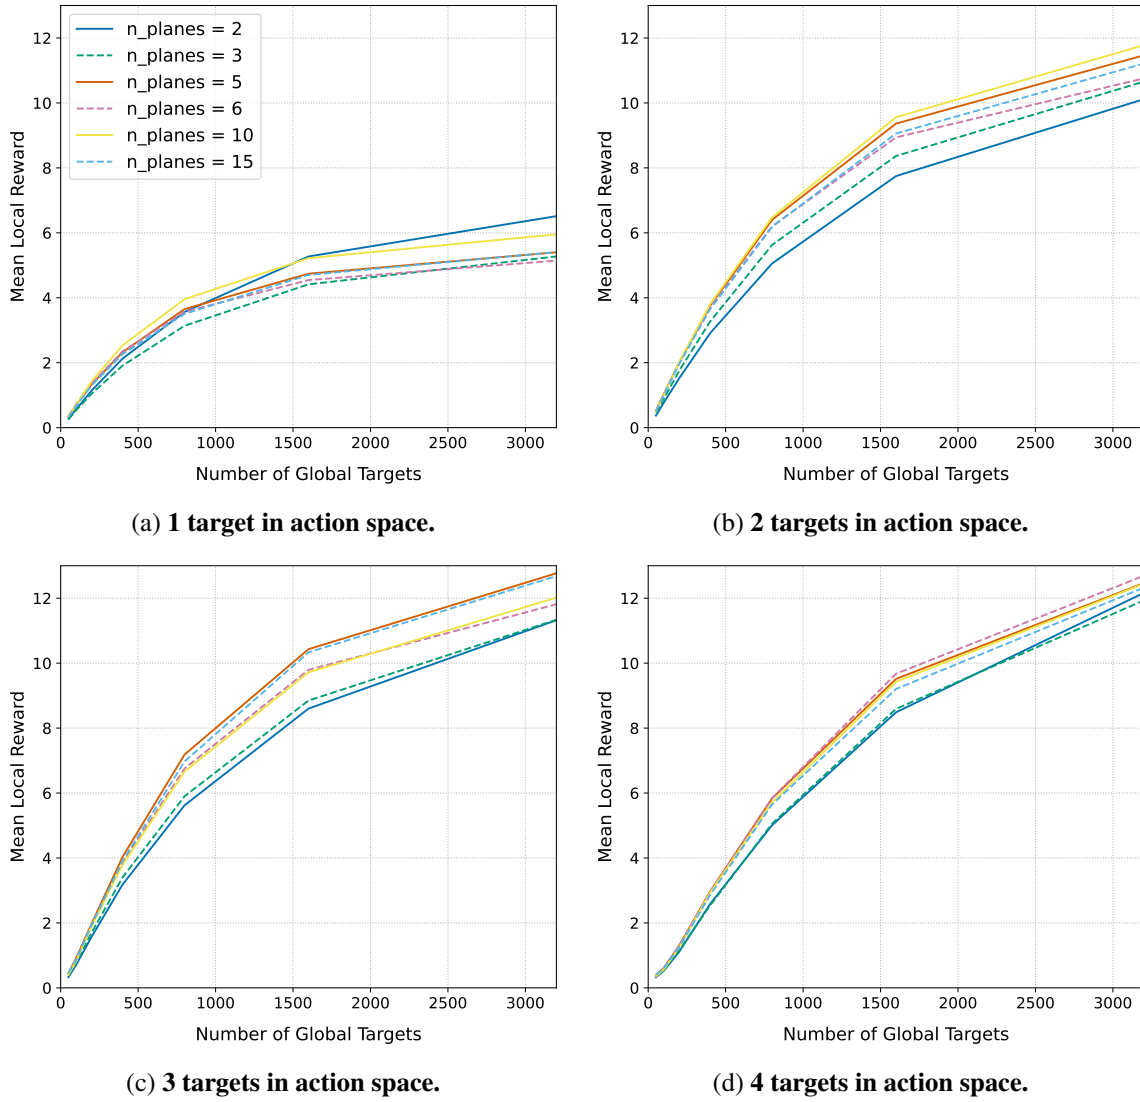 12
10
8
6
4
2
0
Mean Local Reward
n_planes = 2
n_planes = 3
n_planes = 5
n_planes = 6
n_planes = 10
n_planes = 15
0 500 1000 1500 2000 2500 3000
Number of Global Targets
(a) 1 target in action space.
12
10
8
6
4
2
0
Mean Local Reward
0 500 1000 1500 2000 2500 3000
Number of Global Targets
(b) 2 targets in action space.
12
10
8
6
4
2
0
Mean Local Reward
0 500 1000 1500 2000 2500 3000
Number of Global Targets
(c) 3 targets in action space.
12
10
8
6
4
2
0
Mean Local Reward
0 500 1000 1500 2000 2500 3000
Number of Global Targets
(d) 4 targets in action space.